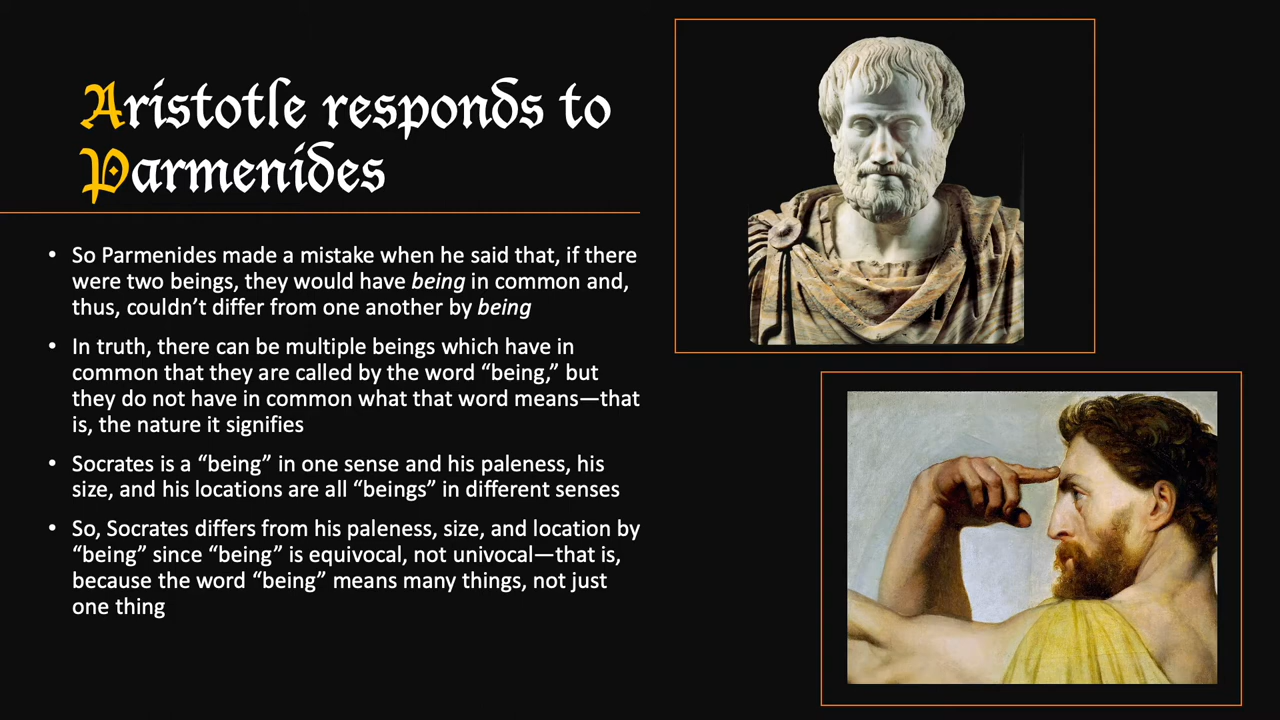 Aristotle responds to
Parmenides
• So Parmenides made a mistake when he said that, if there
were two beings, they would have being in common and,
thus, couldn’t differ from one another by being
• In truth, there can be multiple beings which have in
common that they are called by the word “being,” but
they do not have in common what that word means—that
is, the nature it signifies
• Socrates is a “being” in one sense and his paleness, his
size, and his locations are all “beings” in different senses
• So, Socrates differs from his paleness, size, and location by
“being” since “being” is equivocal, not univocal—that is,
because the word “being” means many things, not just
one thing